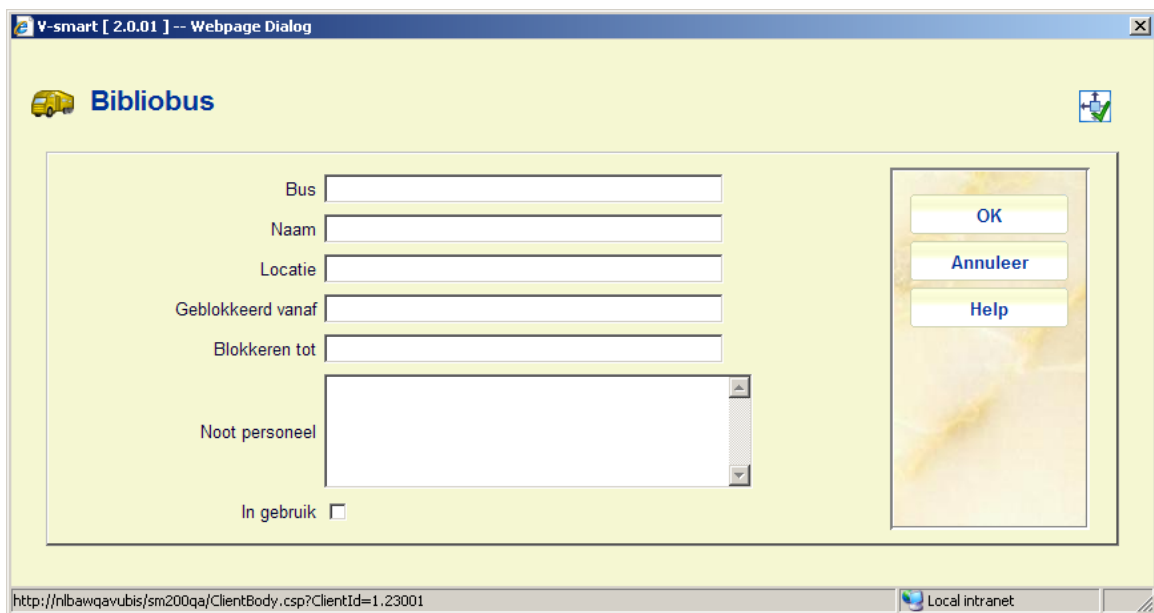 V-smart [ 2.0.01 ] -- Webpage Dialog
Bibliobus
Bus
Naam
Locatie
Geblokkeerd vanaf
Blokkeren tot
Noot personeel
In gebruik
OK
Annuleer
Help
http://nlbawqavubis/sm200qa/ClientBody.csp?ClientId=1.23001
Local intranet